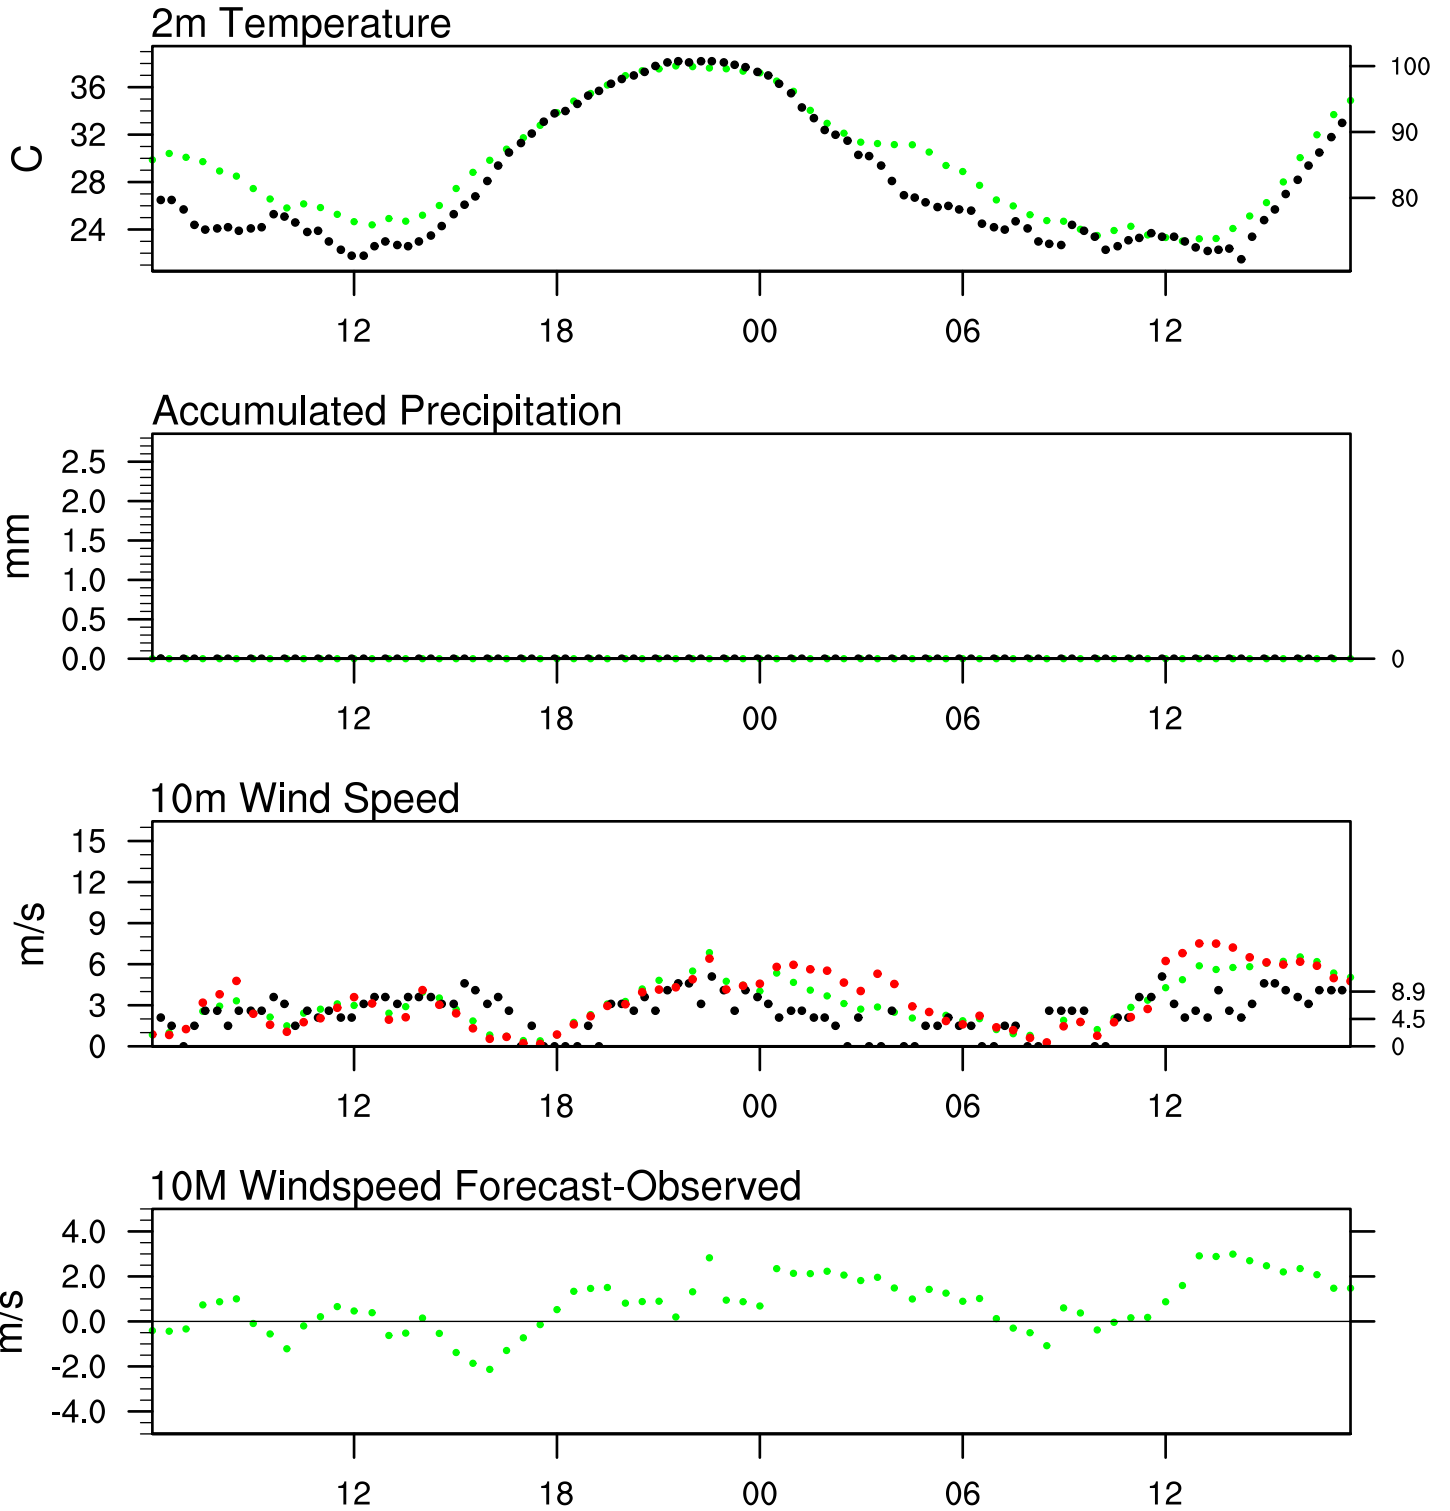 2m Temperature
C
36
32
28
24
100
90
80
12 18 00 06 12
Accumulated Precipitation
mm
2.5
2.0
1.5
1.0
0.5
0.0
0
12 18 00 06 12
10m Wind Speed
m/s
15
12
9
6
3
0
8.9
4.5
0
12 18 00 06 12
10M Windspeed Forecast-Observed
m/s
4.0
2.0
0.0
-2.0
-4.0
12 18 00 06 12